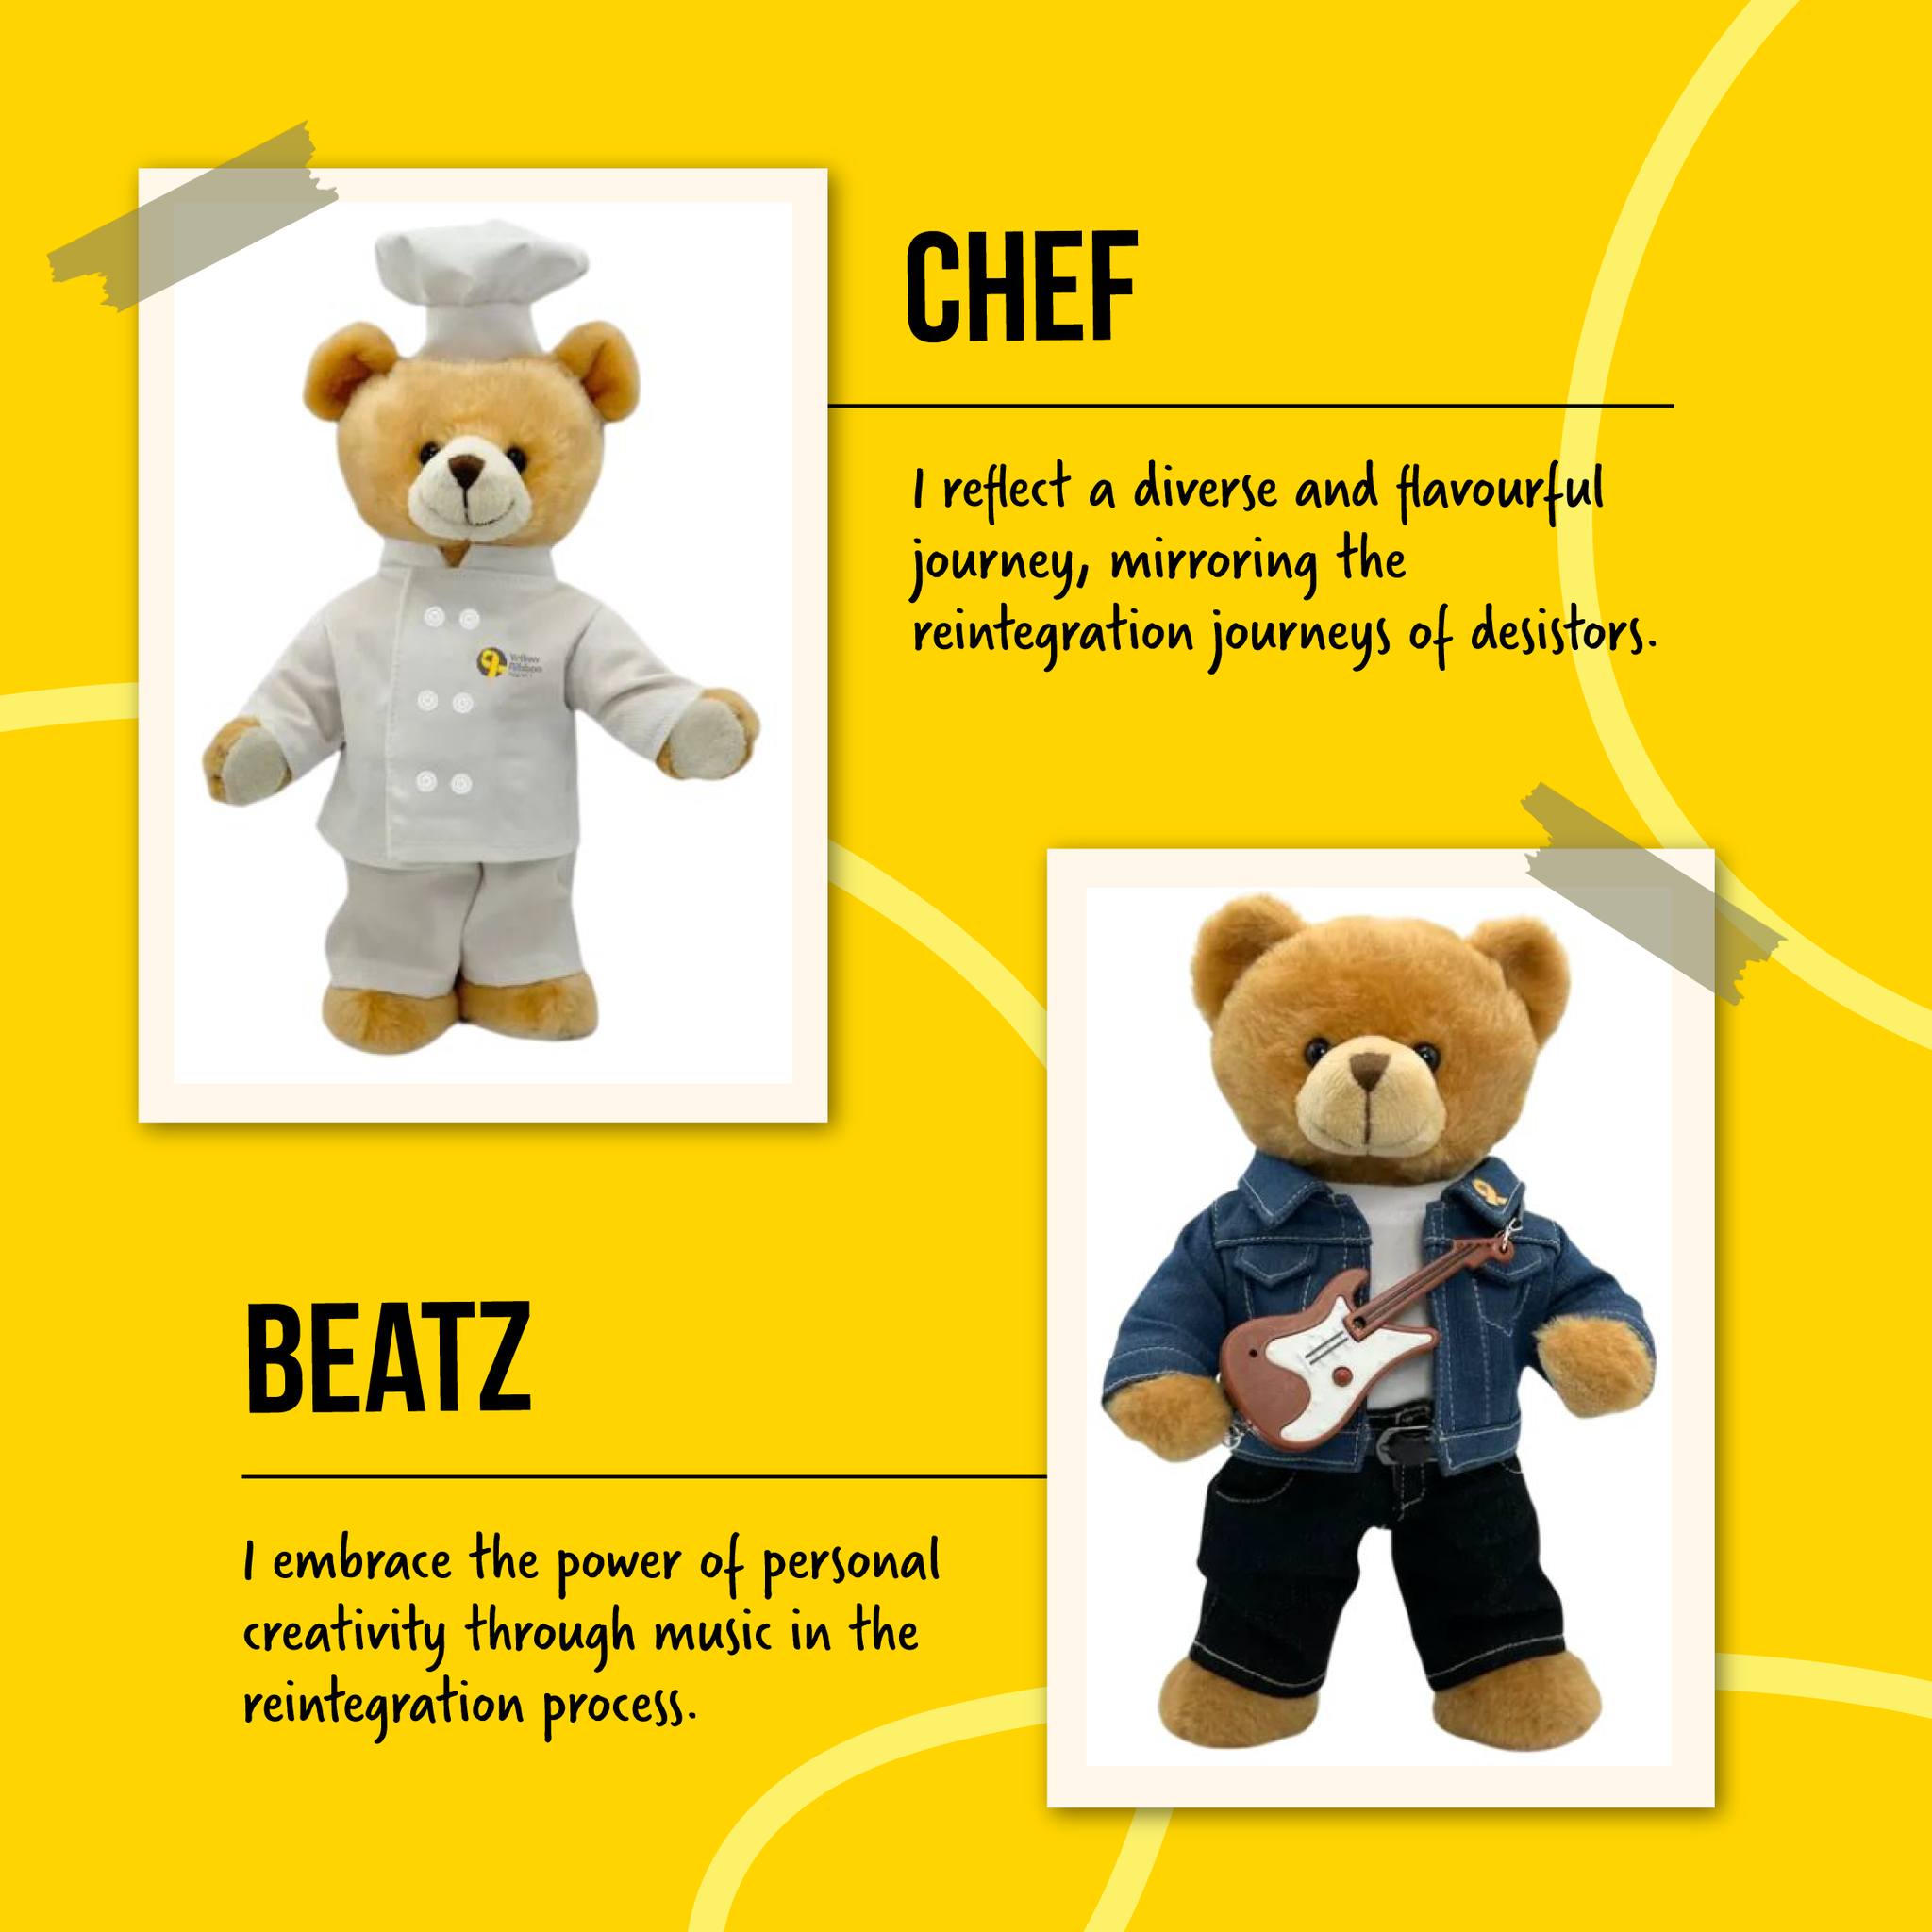 CHEF
I reflect a diverse and flavourful
journey, mirroring the
reintegration journeys of desistors.
Yellow
Ribbon
BEATZ
I embrace the power of personal
creativity through music in the
reintegration process.